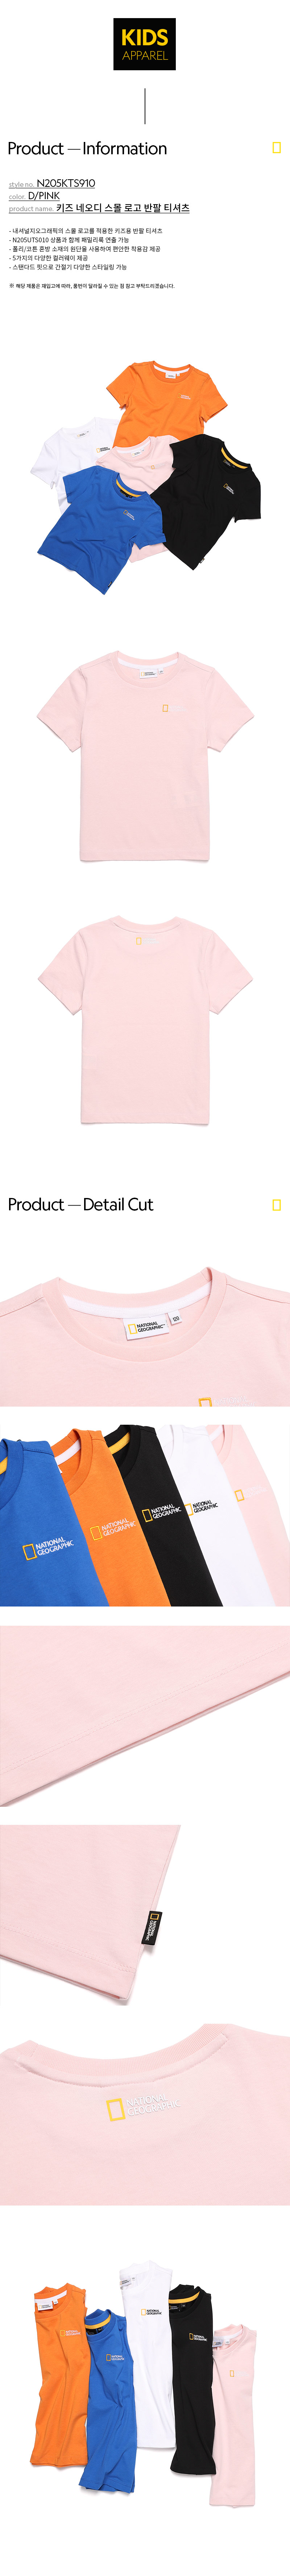 KIDS
APPAREL
Product — Information
style no. N205KTS910
color. D/PINK
product name. 키즈 네오디 스몰 로고 반팔 티셔츠
- 내셔널지오그래픽의 스몰 로고를 적용한 키즈용 반팔 티셔츠
- N205UTS010 상품과 함께 패밀리룩 연출 가능
- 폴리/코튼 혼방 소재의 원단을 사용하여 편안한 착용감 제공
- 5가지의 다양한 컬러웨이 제공
- 스탠다드 핏으로 간절기 다양한 스타일링 가능
※ 해당 제품은 재입고에 따라, 폴번이 달라질 수 있는 점 참고 부탁드리겠습니다.
Product — Detail Cut
NATIONAL
GEOGRAPHIC
NATIONAL
GEOGRAPHIC
NATIONAL
GEOGRAPHIC
NATIONAL
GEOGRAPHIC
NATIONAL
GEOGRAPHIC
NATIONAL
GEOGRAPHIC
NATIONAL
GEOGRAPHIC